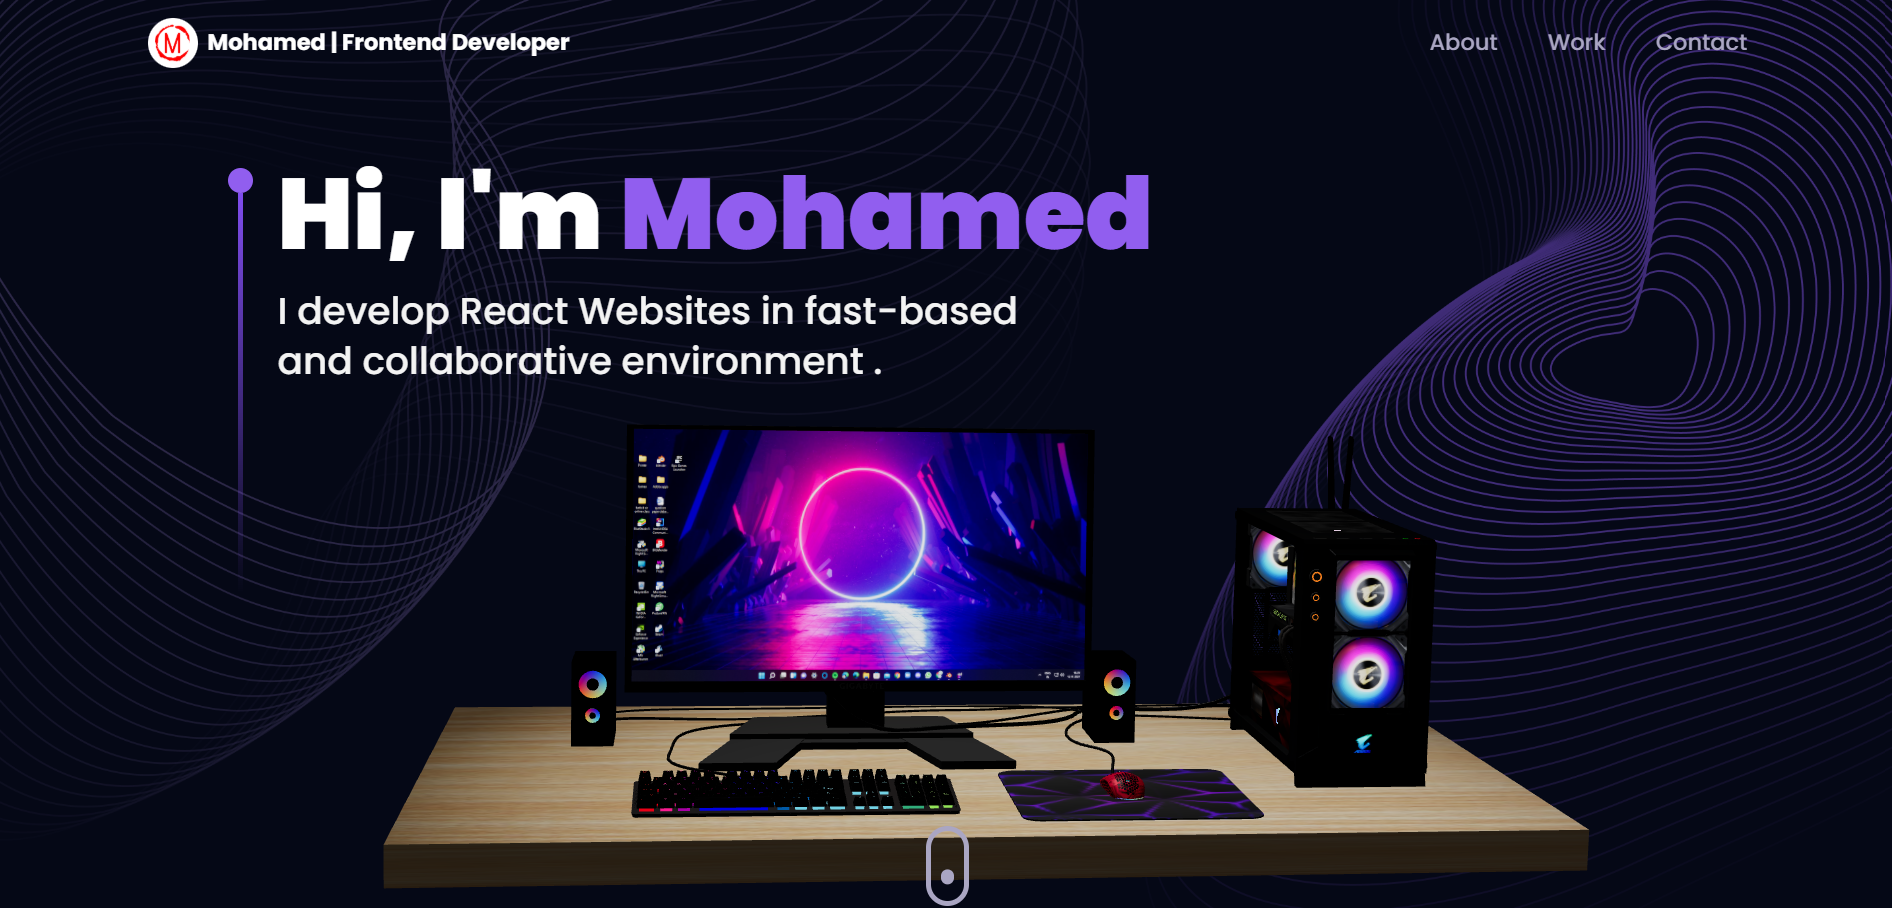 M
Mohamed | Frontend Developer
About
Work
Contact
Hi, I'm Mohamed
I develop React Websites in fast-based
and collaborative environment .